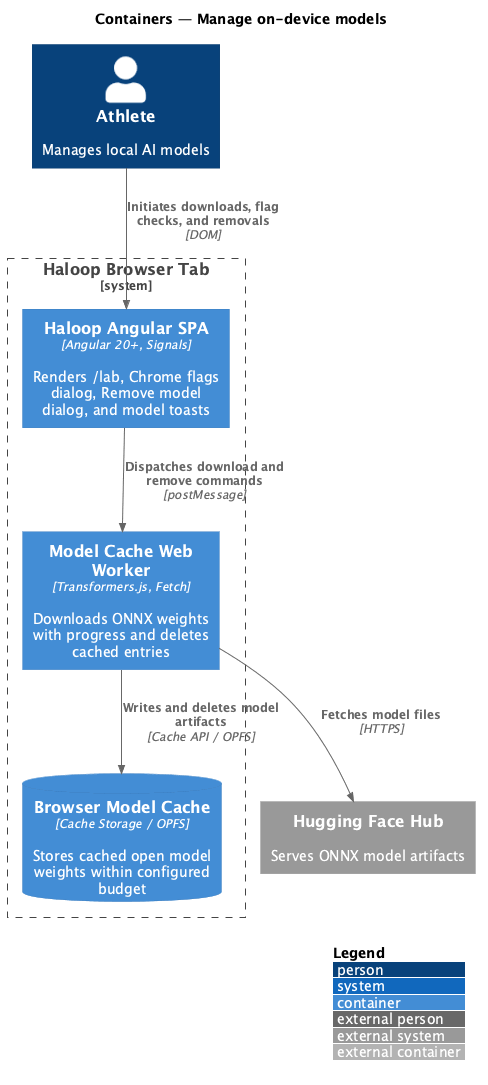 Containers — Manage on-device models
Athlete
Manages local AI models
Initiates downloads, flag
checks, and removals
[DOM]
Haloop Browser Tab
[system]
Haloop Angular SPA
[Angular 20+, Signals]
Renders /lab, Chrome flags
dialog, Remove model
dialog, and model toasts
Dispatches download and
remove commands
[postMessage]
Model Cache Web
Worker
[Transformers.js, Fetch]
Downloads ONNX weights
with progress and deletes
cached entries
Writes and deletes model
artifacts
[Cache API / OPFS]
Fetches model files
[HTTPS]
Browser Model Cache
[Cache Storage / OPFS]
Stores cached open model
weights within configured
budget
Hugging Face Hub
Serves ONNX model artifacts
Legend
person
system
container
external person
external system
external container